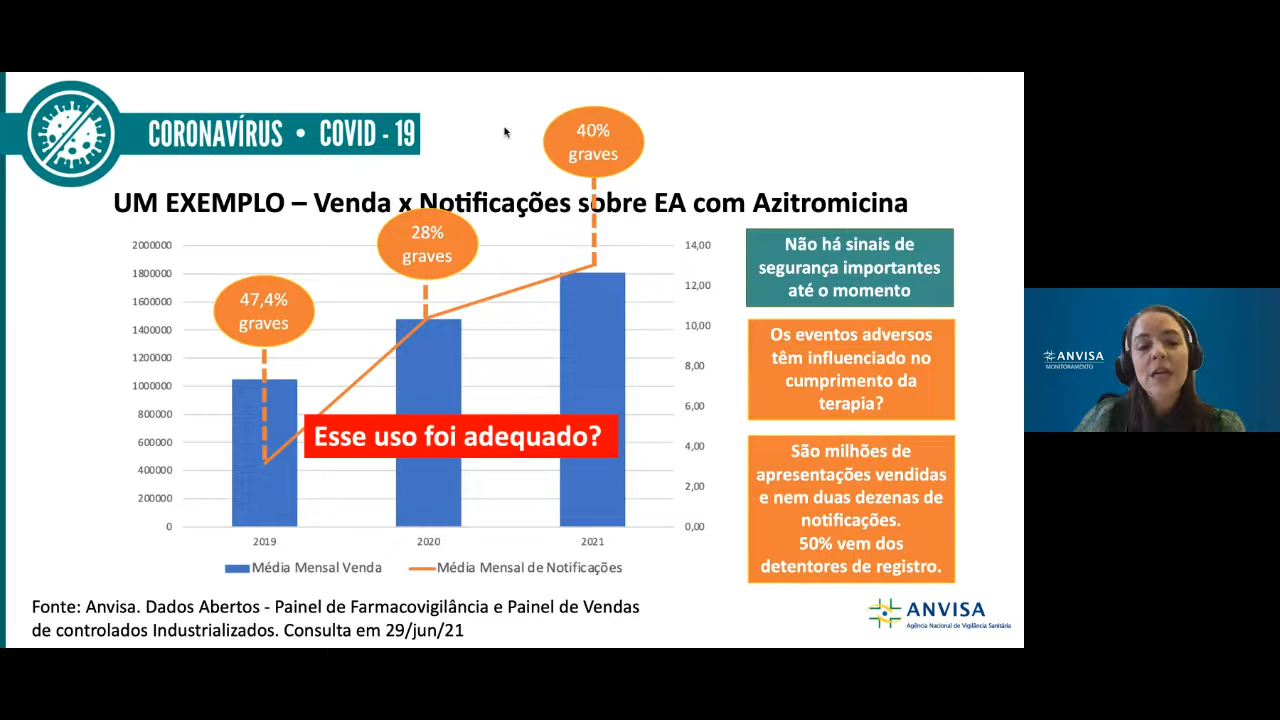 CORONAVÍRUS • COVID - 19
40%
graves
UM EXEMPLO – Venda x Notificações sobre EA com Azitromicina
28%
graves
47,4%
graves
2000000
1800000
1600000
1400000
1200000
1000000
800000
600000
400000
200000
0
14,00
12,00
10,00
8,00
6,00
4,00
2,00
0,00
Esse uso foi adequado?
2019
2020
2021
Média Mensal Venda
Média Mensal de Notificações
Não há sinais de
segurança importantes
até o momento
Os eventos adversos
têm influenciado no
cumprimento da
terapia?
São milhões de
apresentações vendidas
e nem duas dezenas de
notificações.
50% vem dos
detentores de registro.
Fonte: Anvisa. Dados Abertos - Painel de Farmacovigilância e Painel de Vendas
de controlados Industrializados. Consulta em 29/jun/21
ANVISA
Agência Nacional de Vigilância Sanitária
ANVISA
MONITORAMENTO